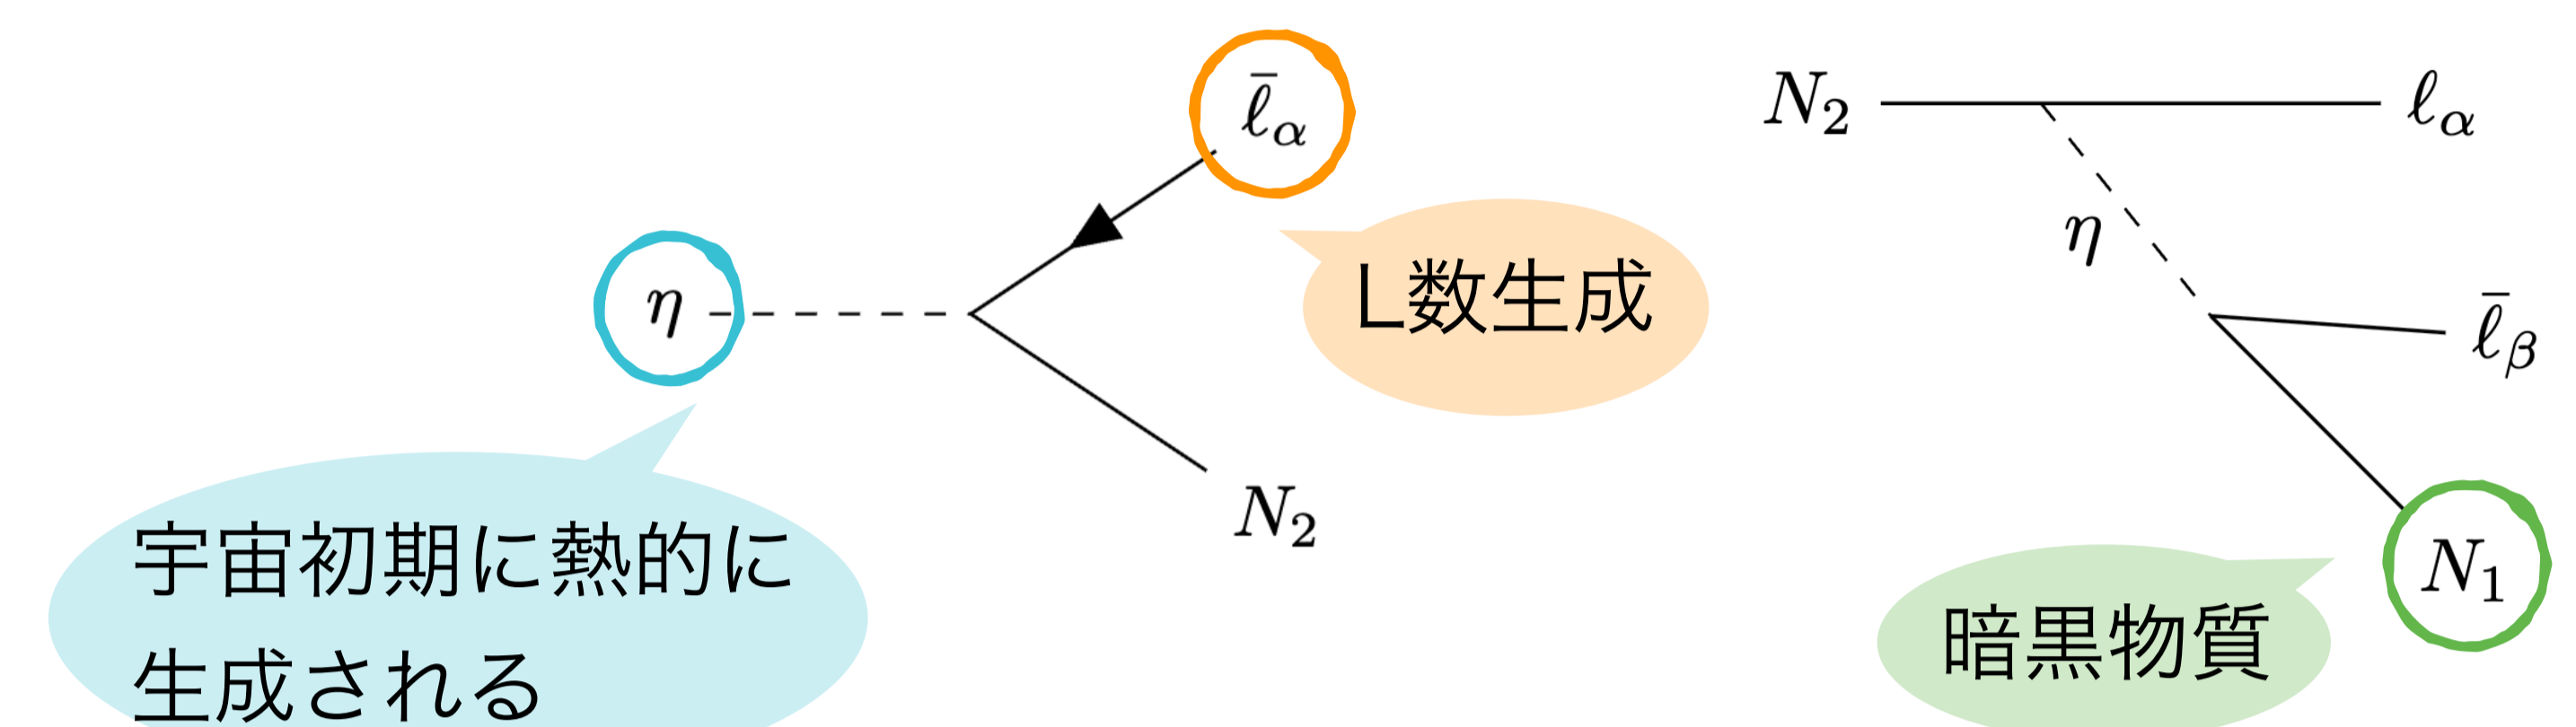 η
ℓ̄α
N₂
L数生成
宇宙初期に熱的に
生成される
N₂
ℓα
η
ℓ̄β
N₁
暗黒物質